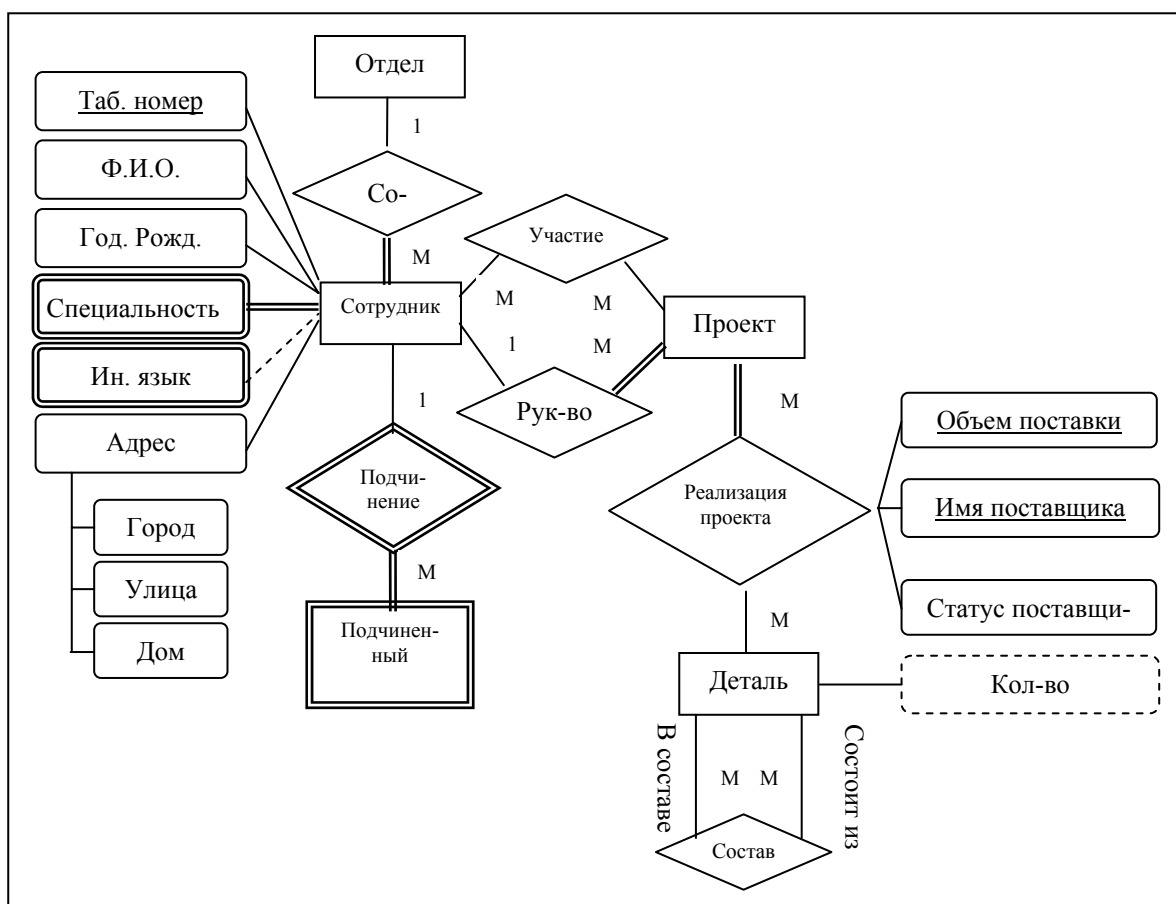 Отдел
Таб. номер
1
Ф.И.О.
Со-
Участие
Год. Рожд.
М
М
М
Специальность
Сотрудник
Проект
1
М
Ин. язык
Рук-во
М
1
Объем поставки
Адрес
Подчи-
нение
Реализация
проекта
Имя поставщика
Город
М
Улица
Статус поставщи-
М
Подчинен-
ный
Дом
Деталь
Кол-во
В составе
Состоит из
М
М
Состав